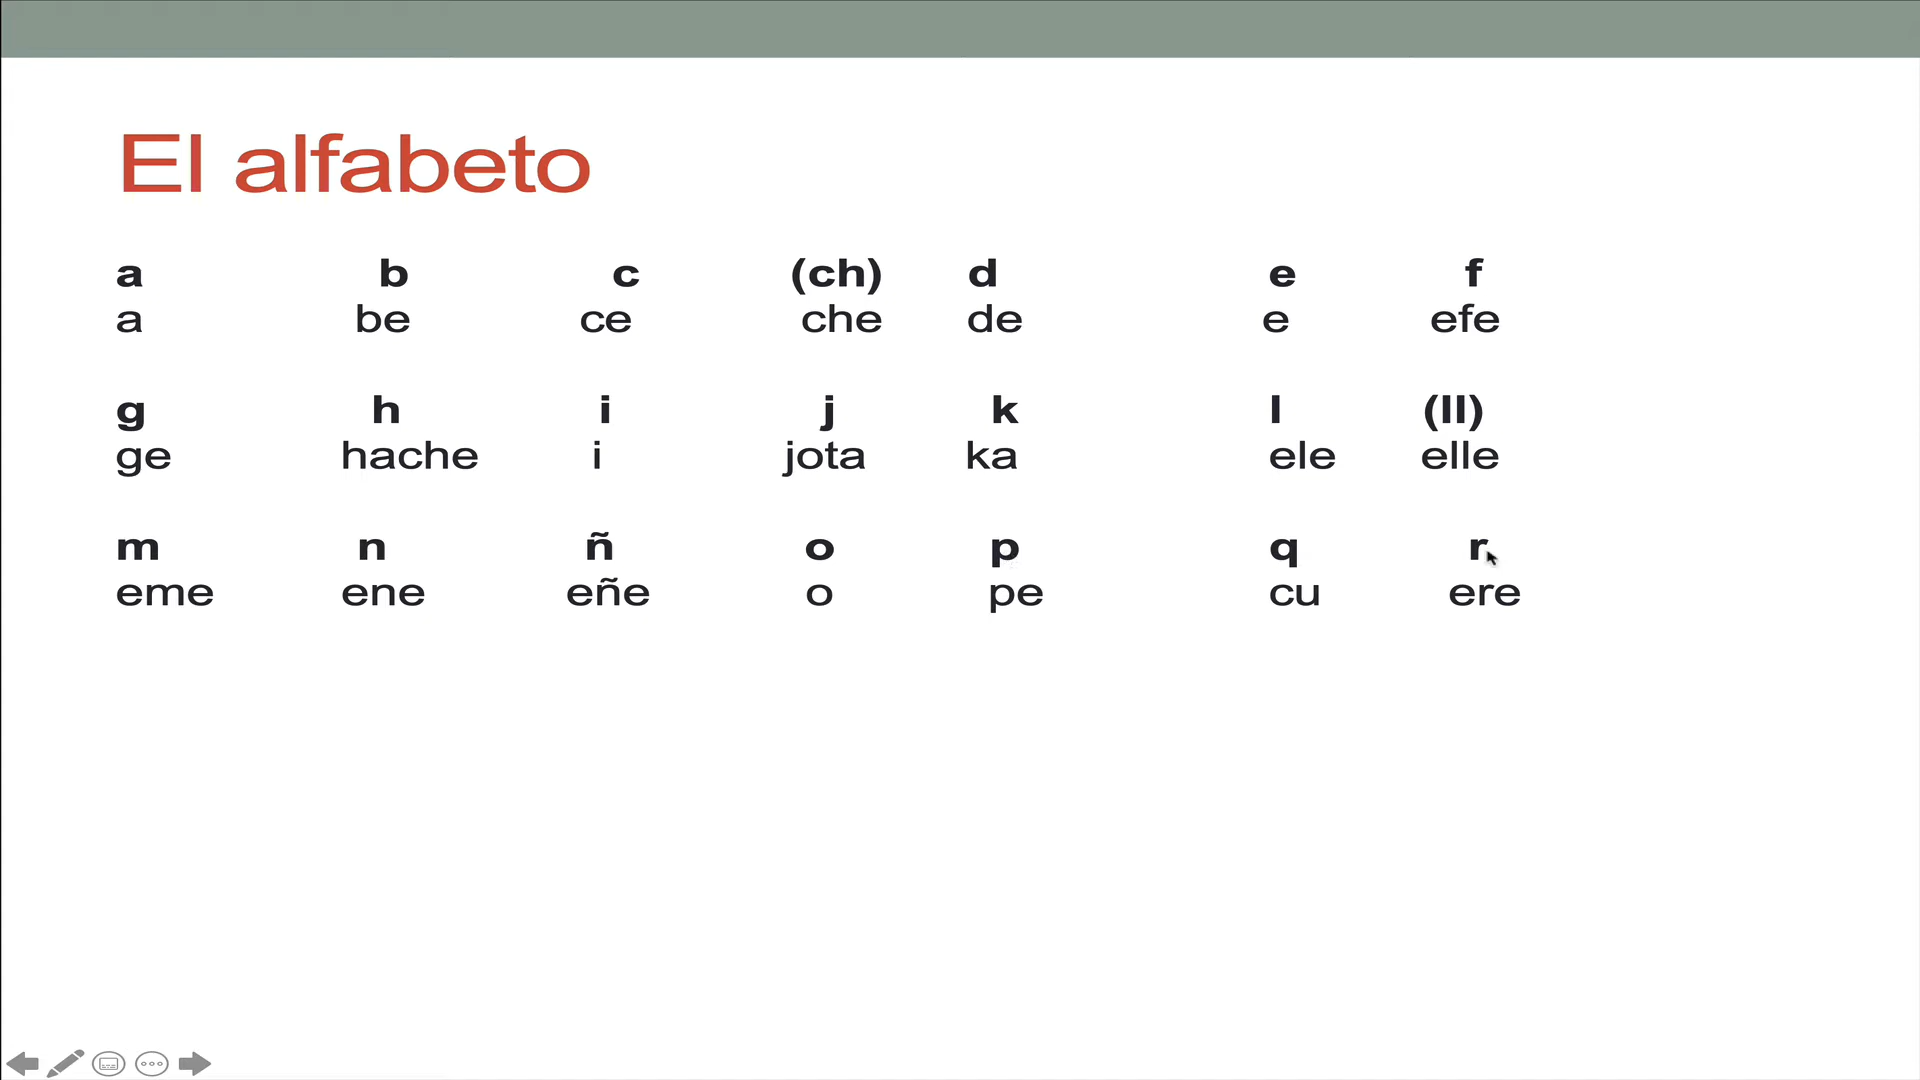 El alfabeto
a b c (ch) d e f
a be ce che de e efe
g h i j k l (ll)
ge hache i jota ka ele elle
m n ñ o p q r
eme ene eñe o pe cu ere